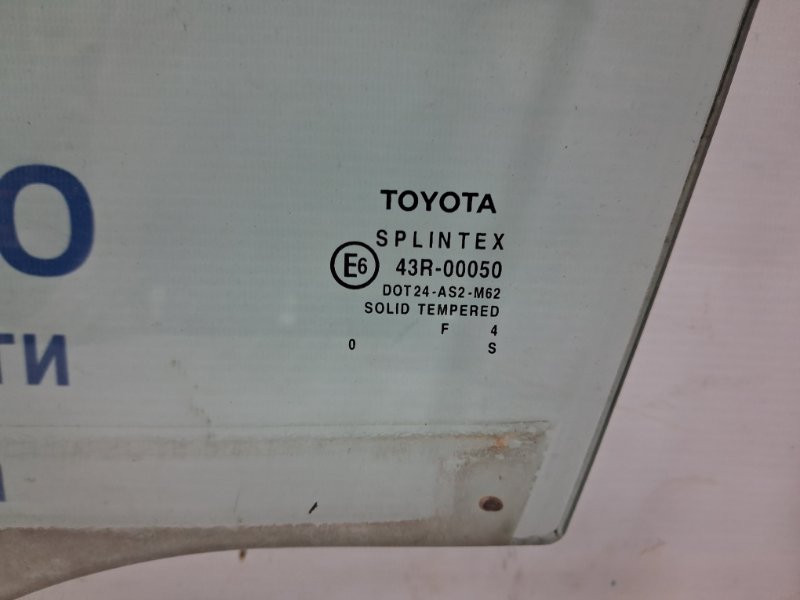 TOYOTA
SPLINTEX
E6 43R-00050
DOT24-AS2-M62
SOLID TEMPERED
F 4
0 S
О
ТИ